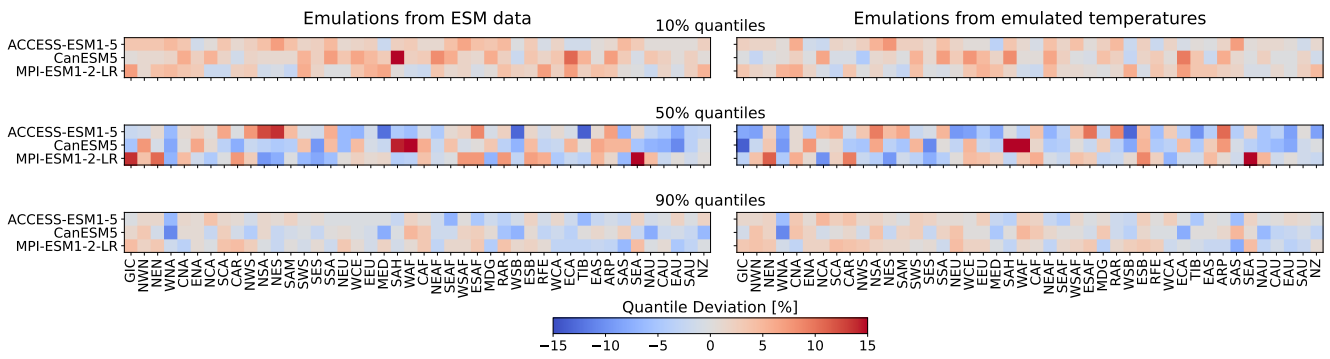 Emulations from ESM data
Emulations from emulated temperatures
10% quantiles
ACCESS-ESM1-5
CanESM5
MPI-ESM1-2-LR
50% quantiles
ACCESS-ESM1-5
CanESM5
MPI-ESM1-2-LR
90% quantiles
ACCESS-ESM1-5
CanESM5
MPI-ESM1-2-LR
GIC NWN NEN WNA CNA ENA NCA SCA CAR NWS NSA NES SAM SWS SES SSA NEU WCE EEU MED SAH WAF CAF NEAF SEAF WSAF ESAF MDG RAR WSB ESB RFE WCA ECA TIB EAS ARP SAS SEA NAU CAU EAU SAU NZ
GIC NWN NEN WNA CNA ENA NCA SCA CAR NWS NSA NES SAM SWS SES SSA NEU WCE EEU MED SAH WAF CAF NEAF SEAF WSAF ESAF MDG RAR WSB ESB RFE WCA ECA TIB EAS ARP SAS SEA NAU CAU EAU SAU NZ
Quantile Deviation [%]
−15 −10 −5 0 5 10 15